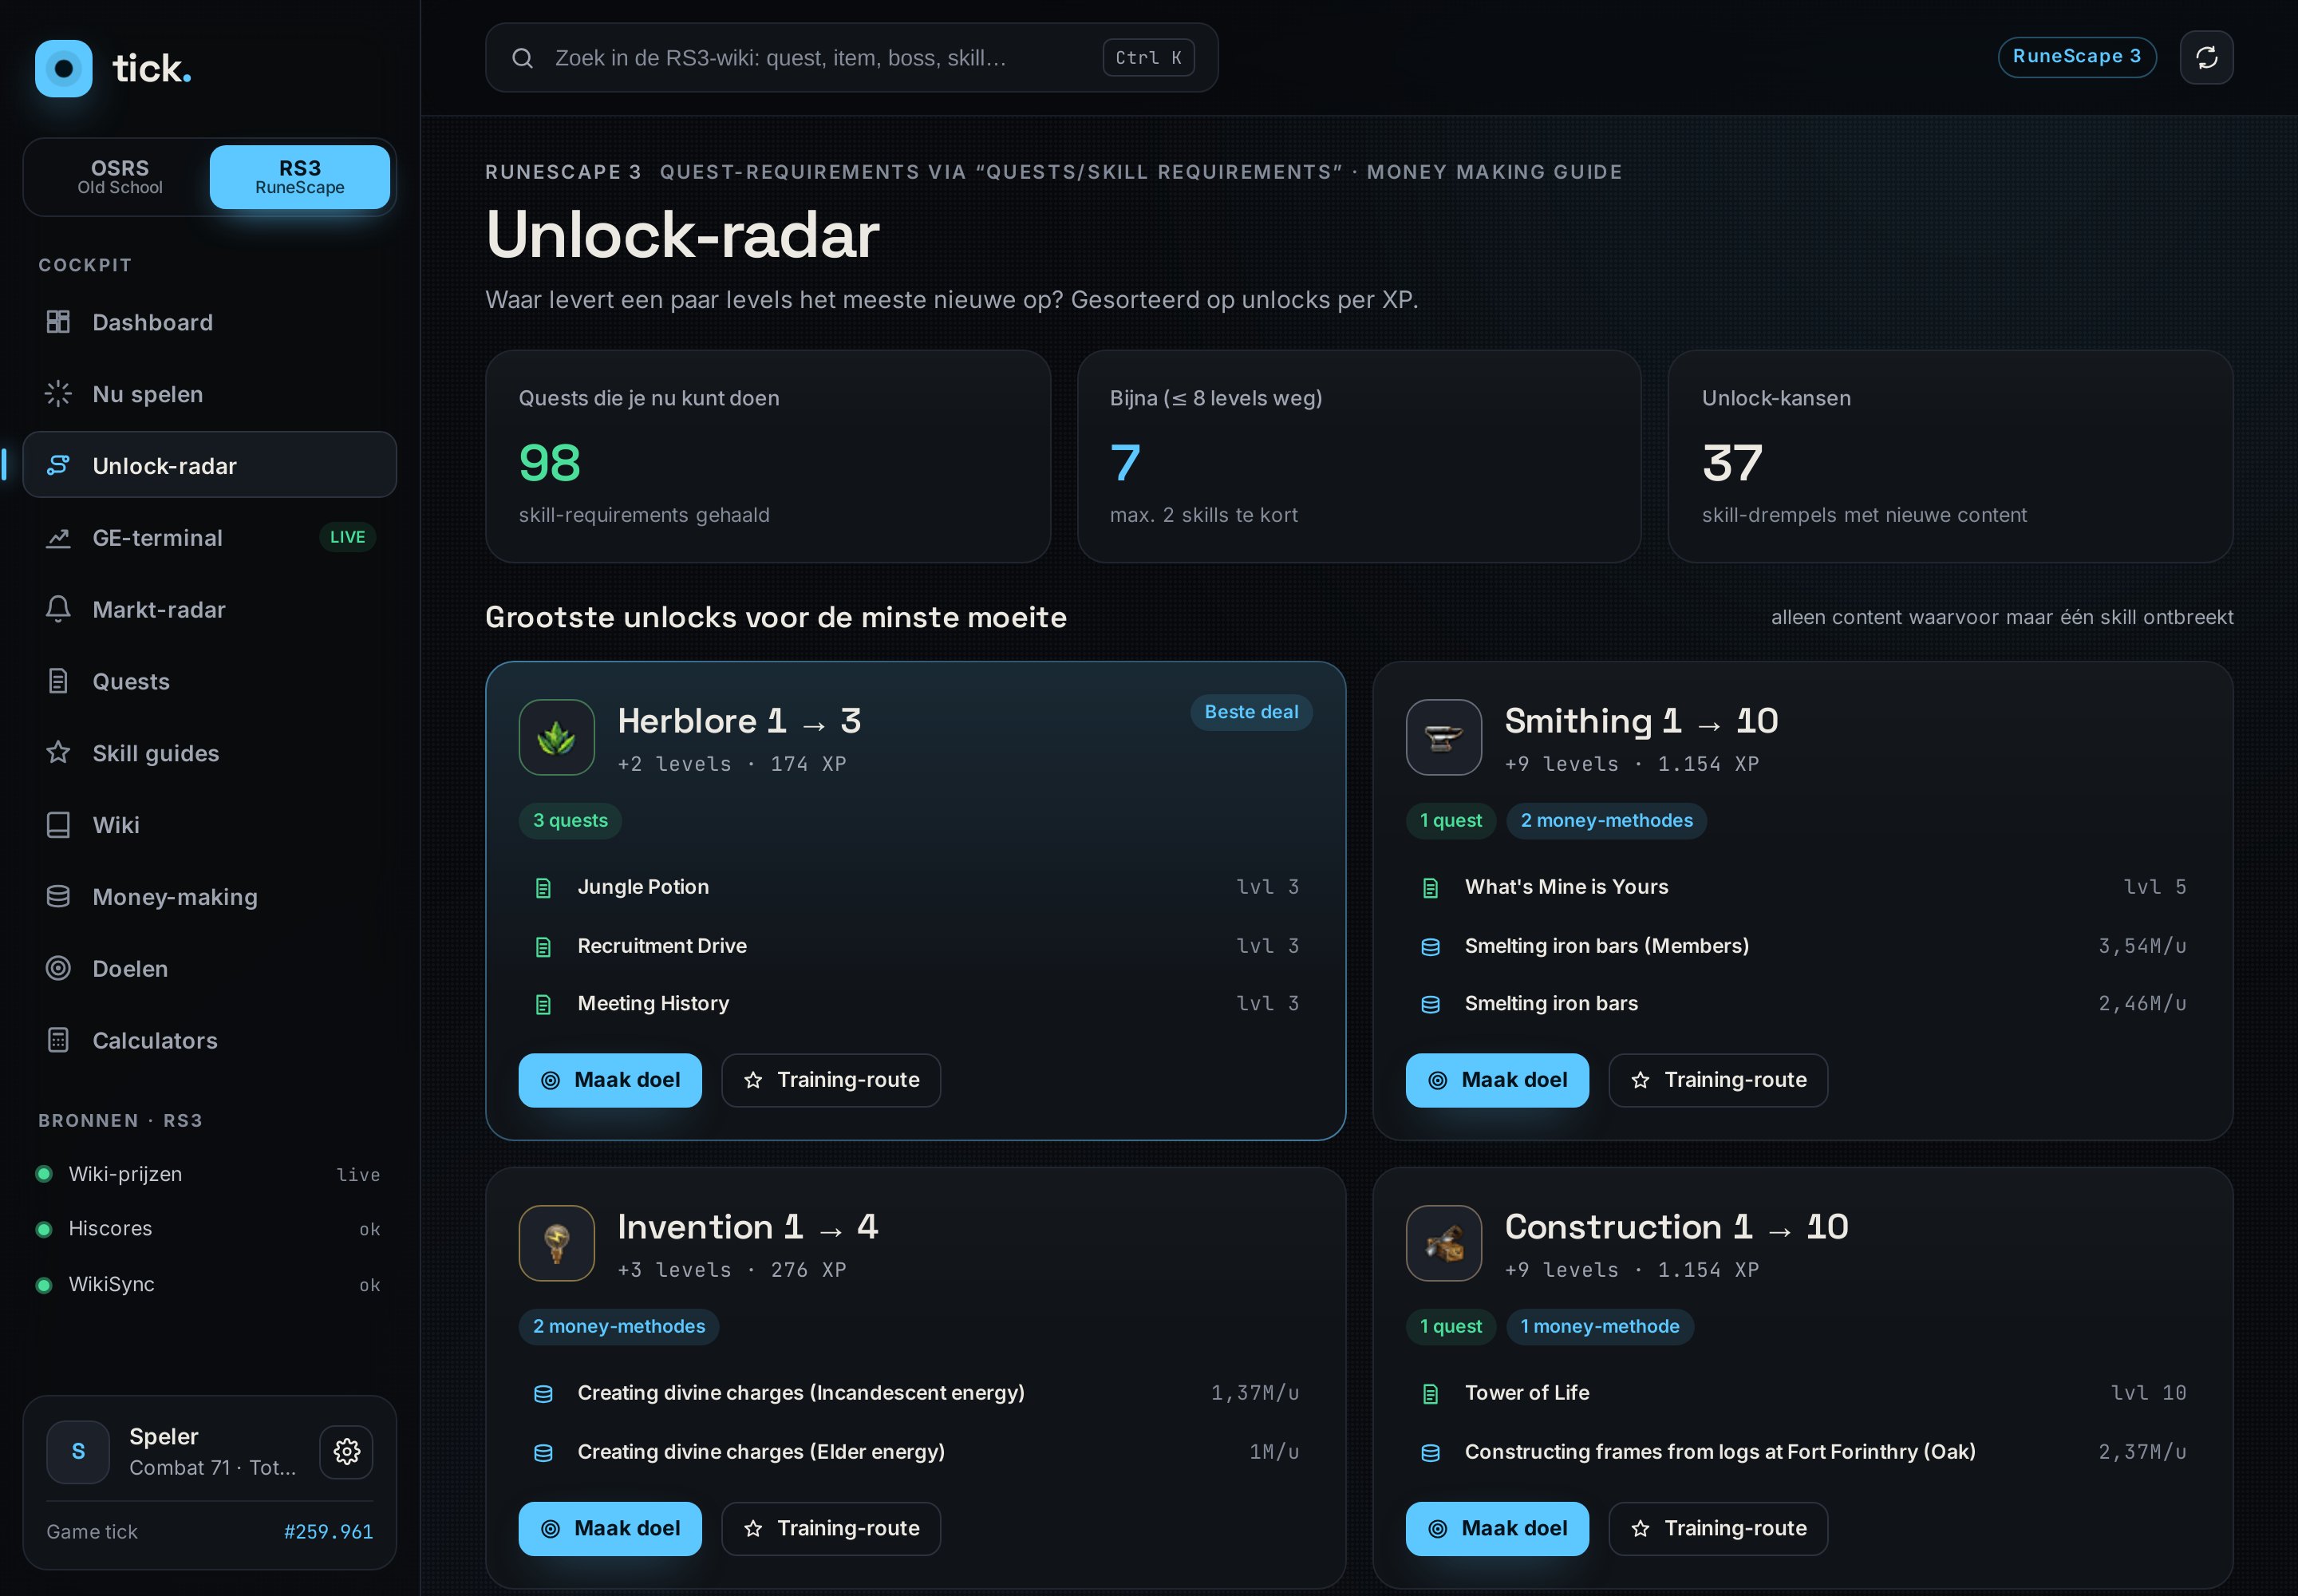 tick.
OSRS
Old School
RS3
RuneScape
COCKPIT
Dashboard
Nu spelen
Unlock-radar
GE-terminal LIVE
Markt-radar
Quests
Skill guides
Wiki
Money-making
Doelen
Calculators
BRONNEN · RS3
Wiki-prijzen live
Hiscores ok
WikiSync ok
S
Speler
Combat 71 · Tot…
Game tick #259.961
Zoek in de RS3-wiki: quest, item, boss, skill… Ctrl K
RuneScape 3
RUNESCAPE 3 QUEST-REQUIREMENTS VIA “QUESTS/SKILL REQUIREMENTS” · MONEY MAKING GUIDE
Unlock-radar
Waar levert een paar levels het meeste nieuwe op? Gesorteerd op unlocks per XP.
Quests die je nu kunt doen
98
skill-requirements gehaald
Bijna (≤ 8 levels weg)
7
max. 2 skills te kort
Unlock-kansen
37
skill-drempels met nieuwe content
Grootste unlocks voor de minste moeite
alleen content waarvoor maar één skill ontbreekt
Herblore 1 → 3
Beste deal
+2 levels · 174 XP
3 quests
Jungle Potion lvl 3
Recruitment Drive lvl 3
Meeting History lvl 3
Maak doel
Training-route
Smithing 1 → 10
+9 levels · 1.154 XP
1 quest
2 money-methodes
What's Mine is Yours lvl 5
Smelting iron bars (Members) 3,54M/u
Smelting iron bars 2,46M/u
Maak doel
Training-route
Invention 1 → 4
+3 levels · 276 XP
2 money-methodes
Creating divine charges (Incandescent energy) 1,37M/u
Creating divine charges (Elder energy) 1M/u
Maak doel
Training-route
Construction 1 → 10
+9 levels · 1.154 XP
1 quest
1 money-methode
Tower of Life lvl 10
Constructing frames from logs at Fort Forinthry (Oak) 2,37M/u
Maak doel
Training-route